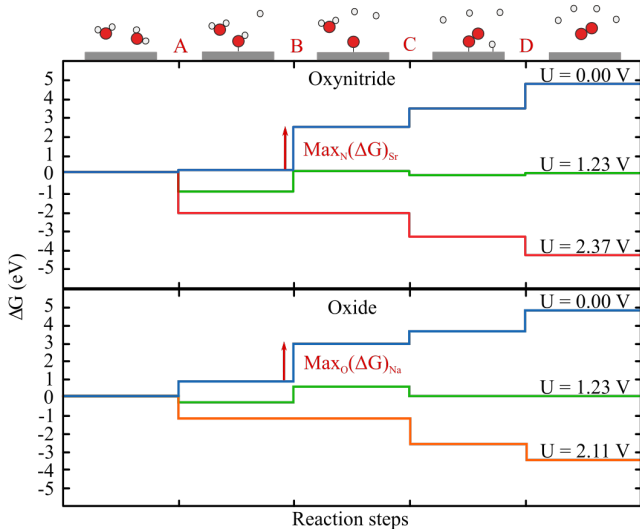 A B C D
5
4
3
2
1
0
-1
-2
-3
-4
-5
Oxynitride
U = 0.00 V
Max_N(ΔG)_Sr
U = 1.23 V
U = 2.37 V
ΔG (eV)
5
4
3
2
1
0
-1
-2
-3
-4
-5
Oxide
U = 0.00 V
Max_O(ΔG)_Na
U = 1.23 V
U = 2.11 V
Reaction steps